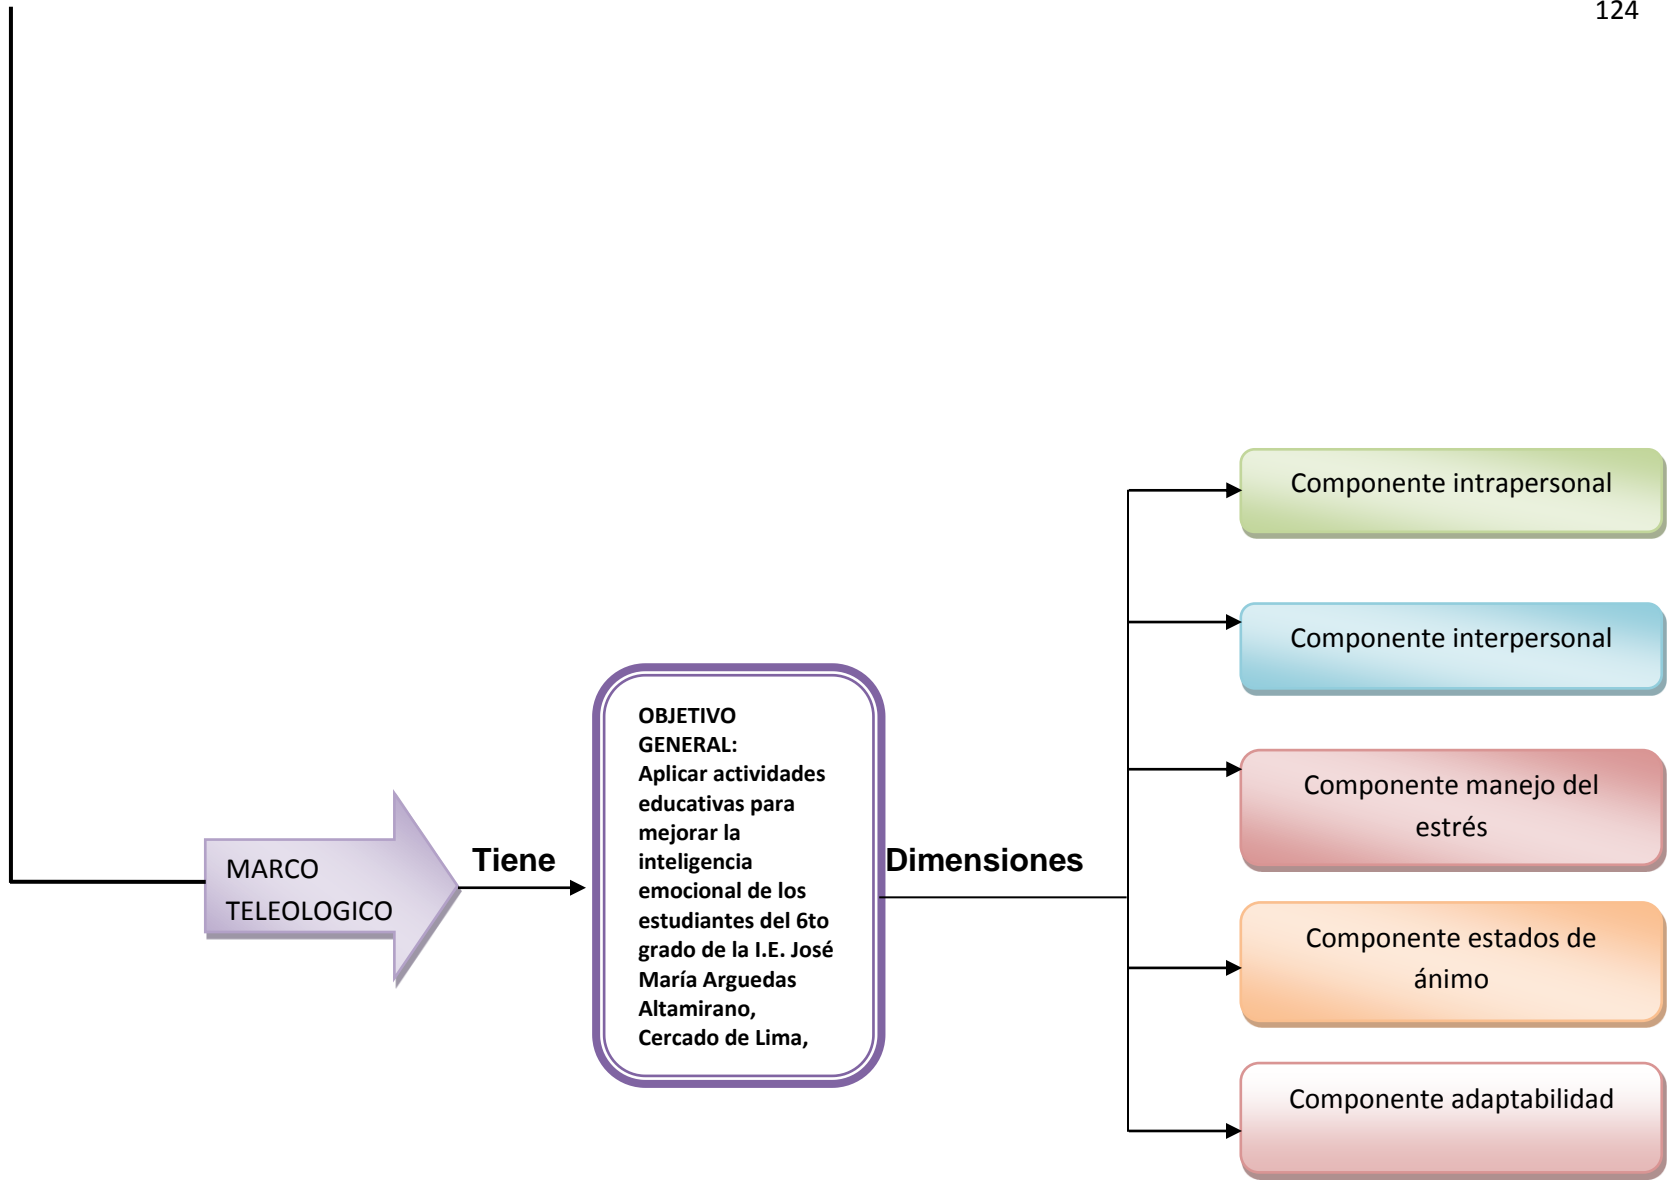 124
MARCO
TELEOLOGICO
Tiene
OBJETIVO
GENERAL:
Aplicar actividades
educativas para
mejorar la
inteligencia
emocional de los
estudiantes del 6to
grado de la I.E. José
María Arguedas
Altamirano,
Cercado de Lima,
Dimensiones
Componente intrapersonal
Componente interpersonal
Componente manejo del
estrés
Componente estados de
ánimo
Componente adaptabilidad